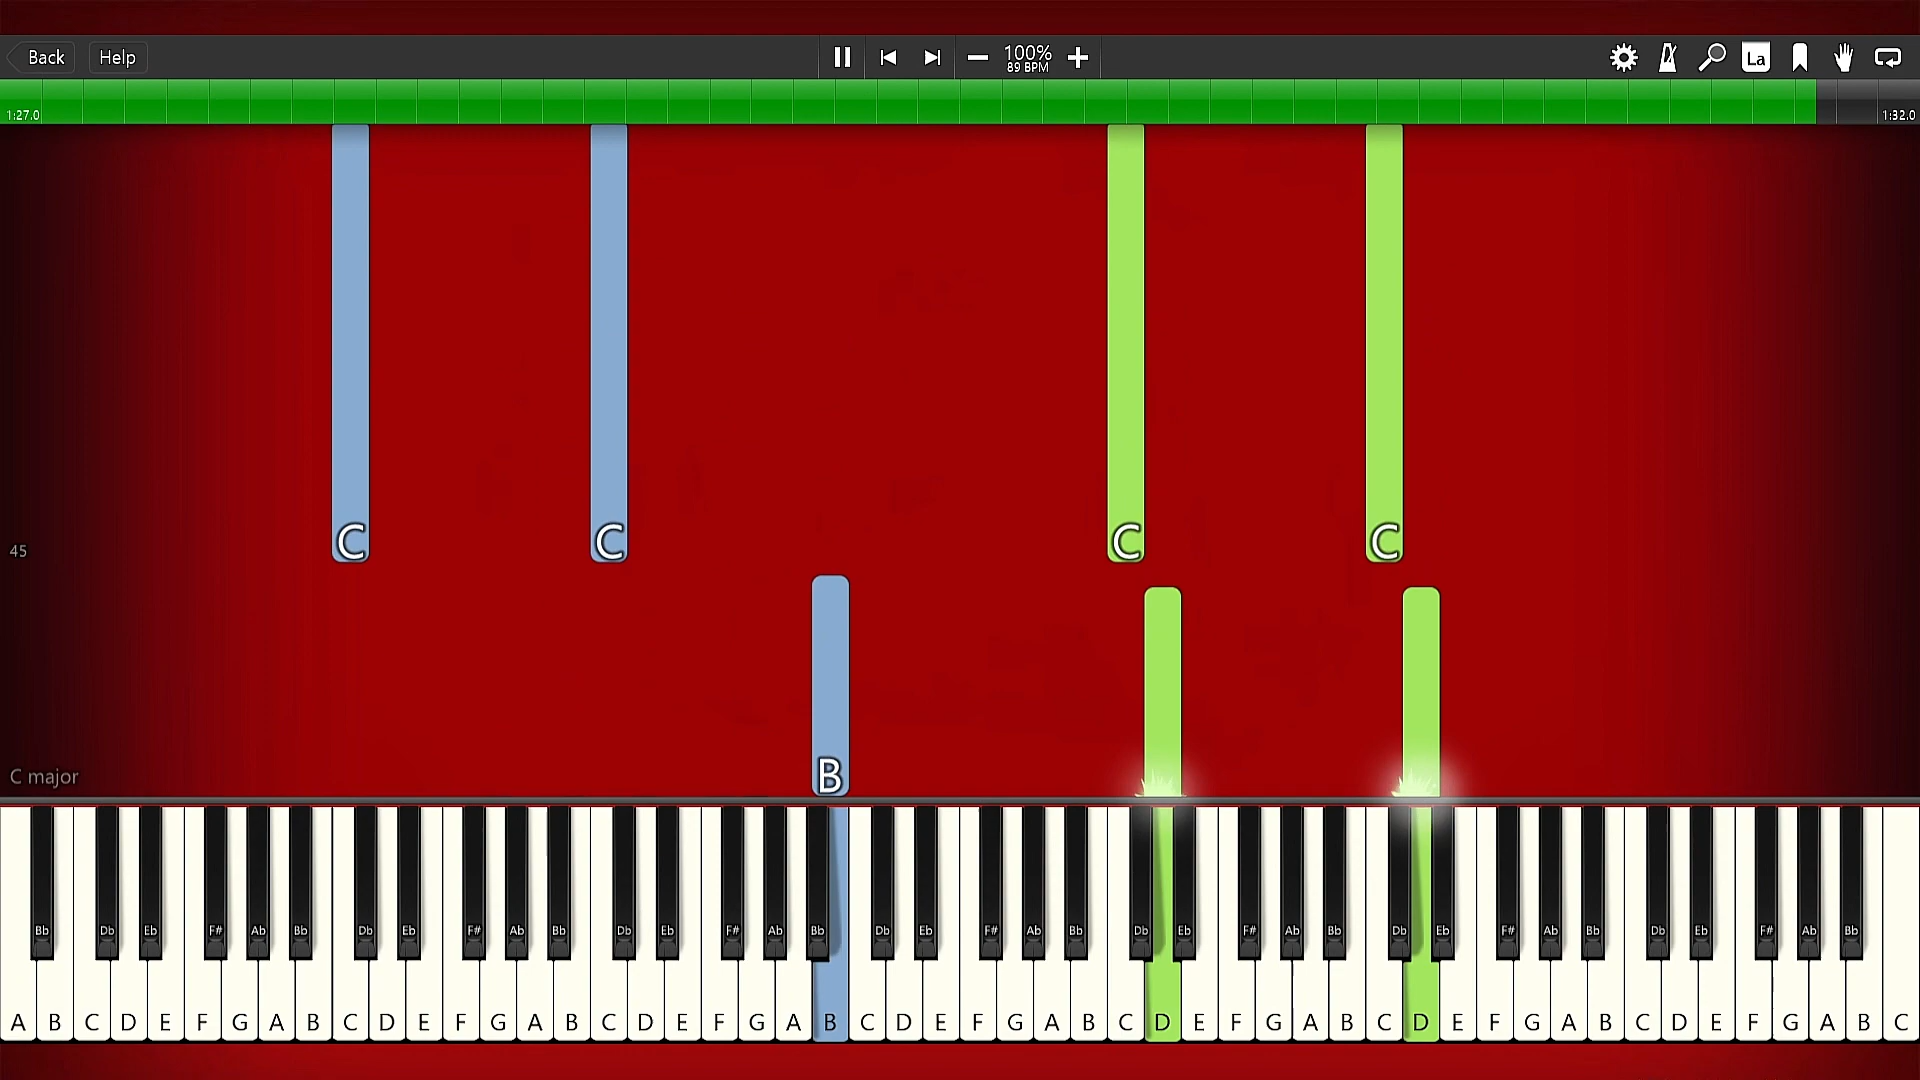 Back Help 100% La
89 BPM
1:27.0 1:32.0
C C C C
45
B
C major
Bb Db Eb F# Ab Bb Db Eb F# Ab Bb Db Eb F# Ab Bb Db Eb F# Ab Bb Db Eb F# Ab Bb Db Eb F# Ab Bb Db Eb F# Ab Bb
A B C D E F G A B C D E F G A B C D E F G A B C D E F G A B C D E F G A B C D E F G A B C D E F G A B C